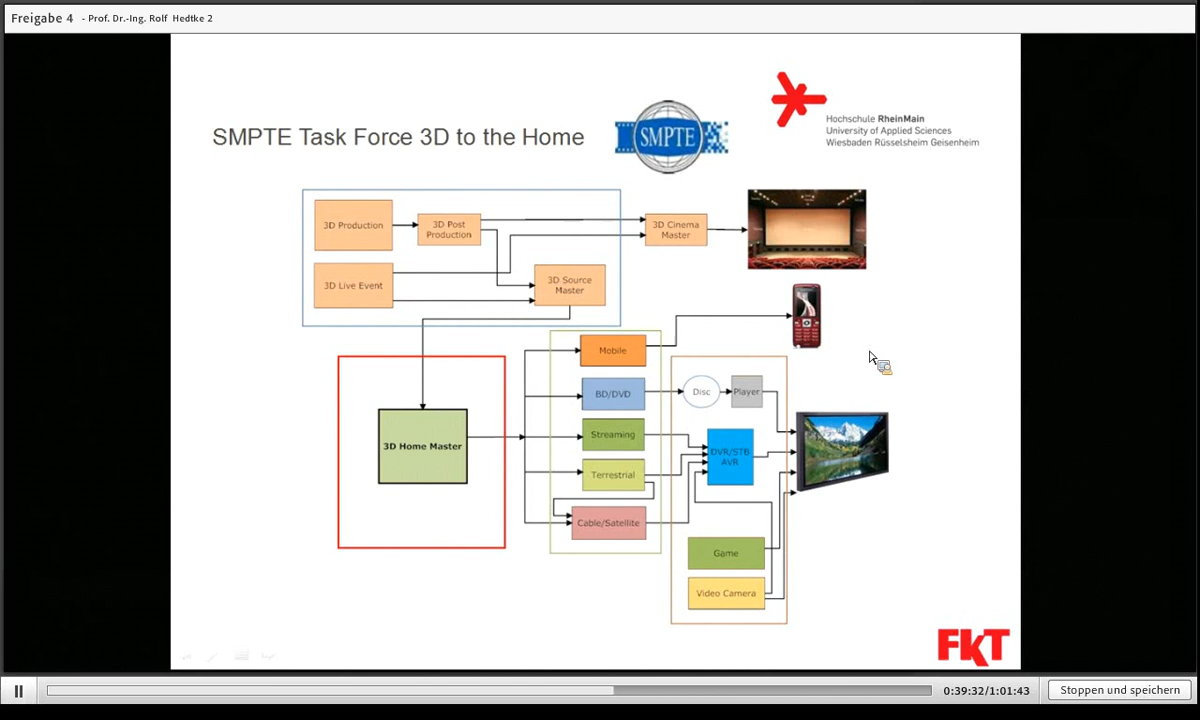 Freigabe 4 - Prof. Dr.-Ing. Rolf Hedtke 2
SMPTE Task Force 3D to the Home
SMPTE
Hochschule RheinMain
University of Applied Sciences
Wiesbaden Rüsselsheim Geisenheim
3D Production
3D Post
Production
3D Cinema
Master
3D Live Event
3D Source
Master
Mobile
BD/DVD
Disc
Player
Streaming
3D Home Master
DVR/STB
AVR
Terrestrial
Cable/Satellite
Game
Video Camera
FKT
0:39:32/1:01:43
Stoppen und speichern